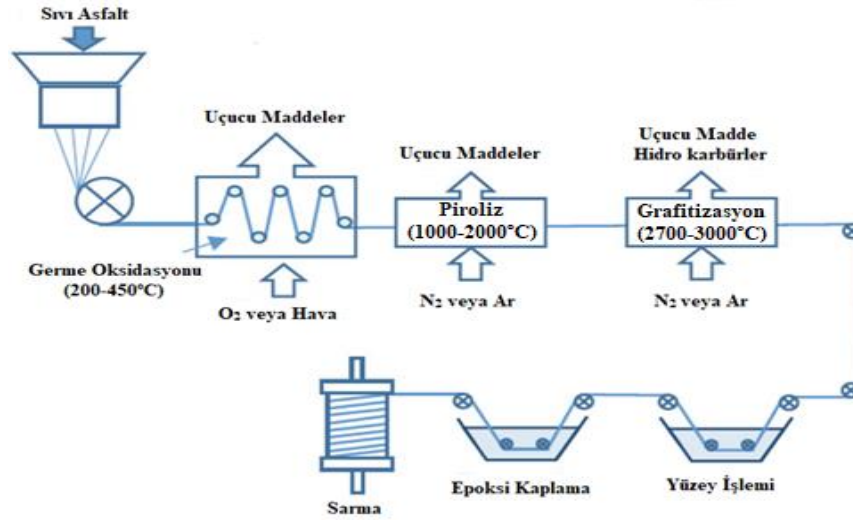 Sıvı Asfalt
Uçucu Maddeler
Uçucu Maddeler
Uçucu Madde
Hidro karbürler
Piroliz
(1000-2000°C)
Grafitizasyon
(2700-3000°C)
Germe Oksidasyonu
(200-450°C)
O₂ veya Hava
N₂ veya Ar
N₂ veya Ar
Sarma
Epoksi Kaplama
Yüzey İşlemi